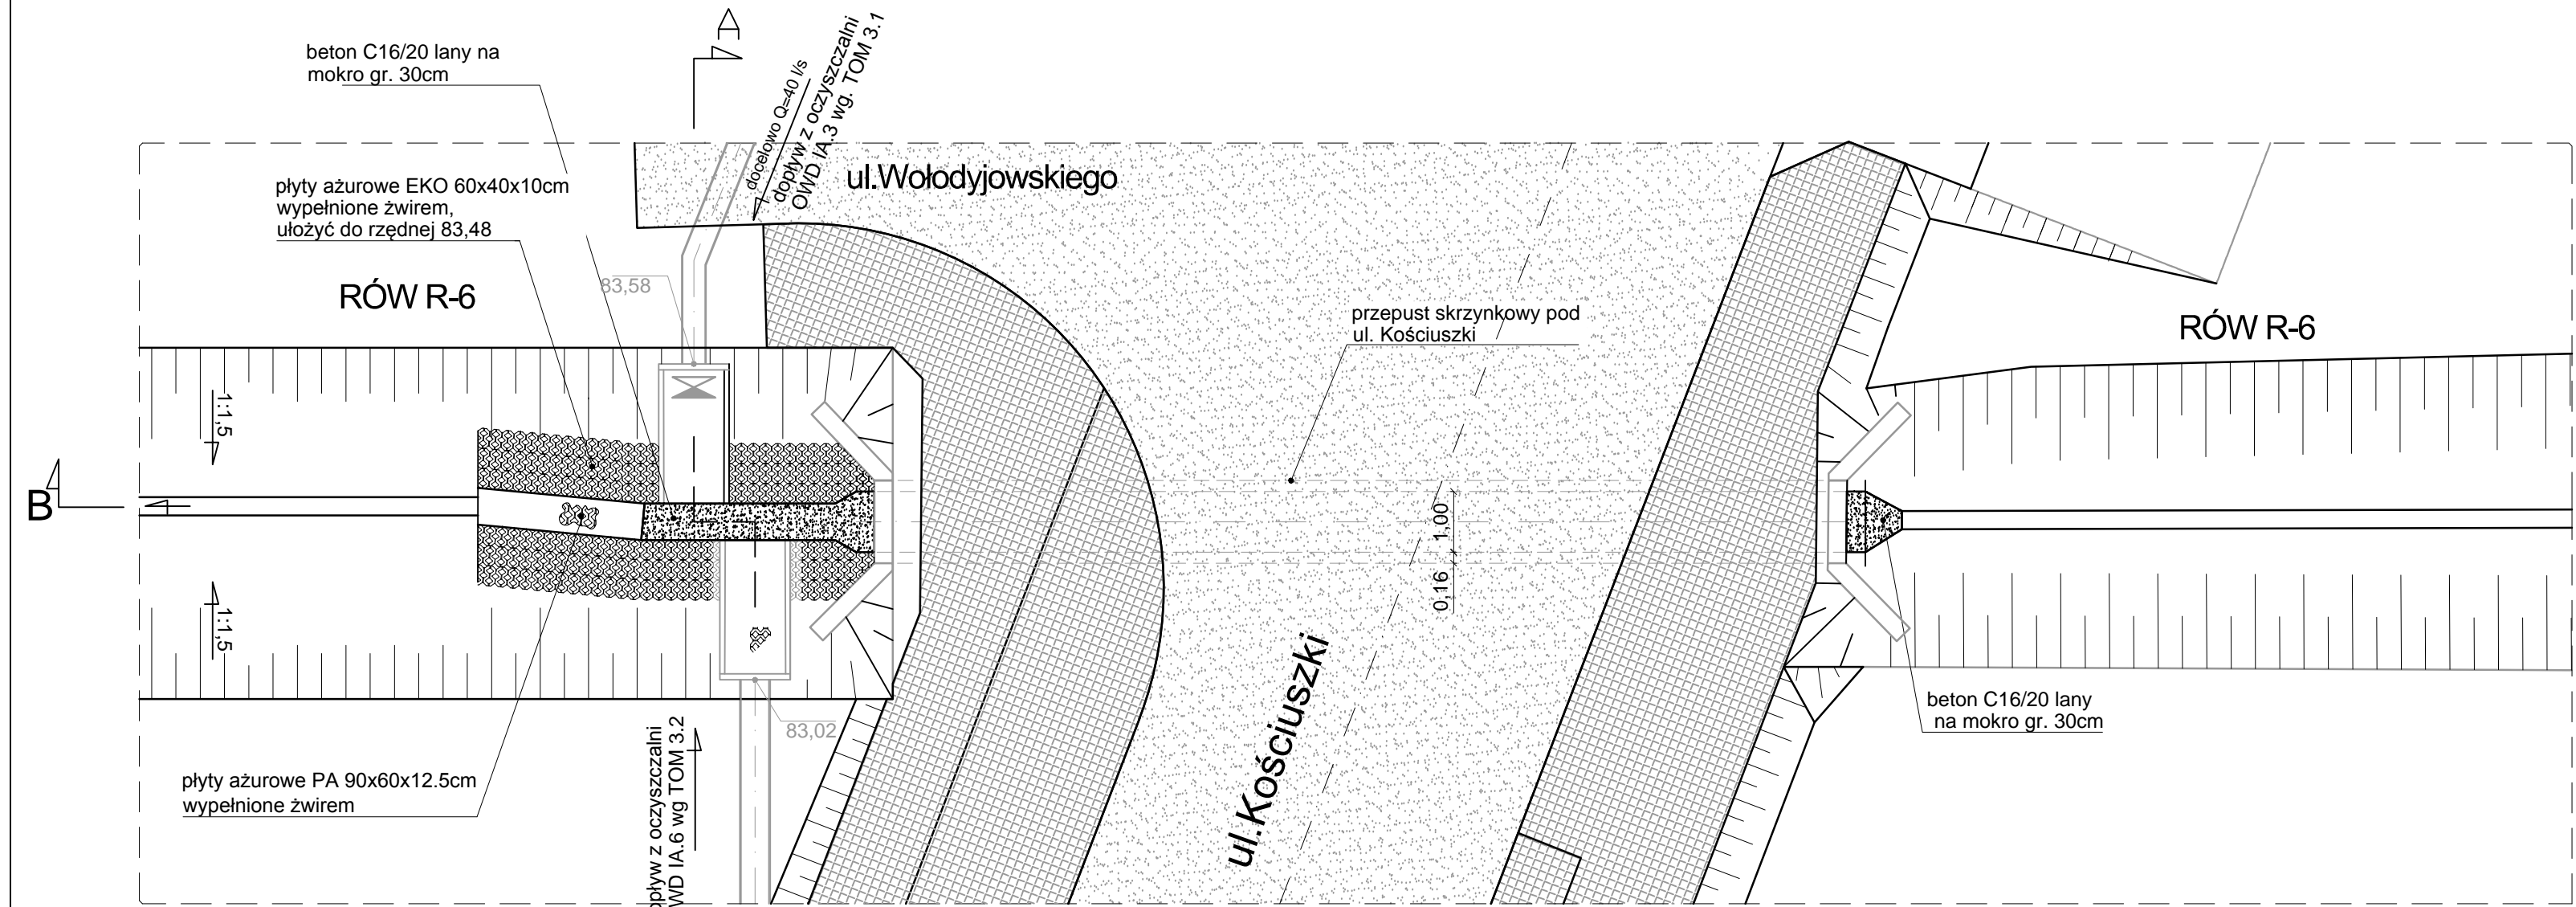 A
beton C16/20 lany na
mokro gr. 30cm
docelowo Q=40 l/s
dopływ z oczyszczalni
OWD IA.3 wg. TOM 3.1
ul.Wołodyjowskiego
płyty ażurowe EKO 60x40x10cm
wypełnione żwirem,
ułożyć do rzędnej 83,48
RÓW R-6
83,58
przepust skrzynkowy pod
ul. Kościuszki
RÓW R-6
1:1,5
B
1,00
0,16
1:1,5
ul.Kościuszki
83,02
beton C16/20 lany
na mokro gr. 30cm
z oczyszczalni
IA.6 wg TOM 3.2
płyty ażurowe PA 90x60x12.5cm
wypełnione żwirem